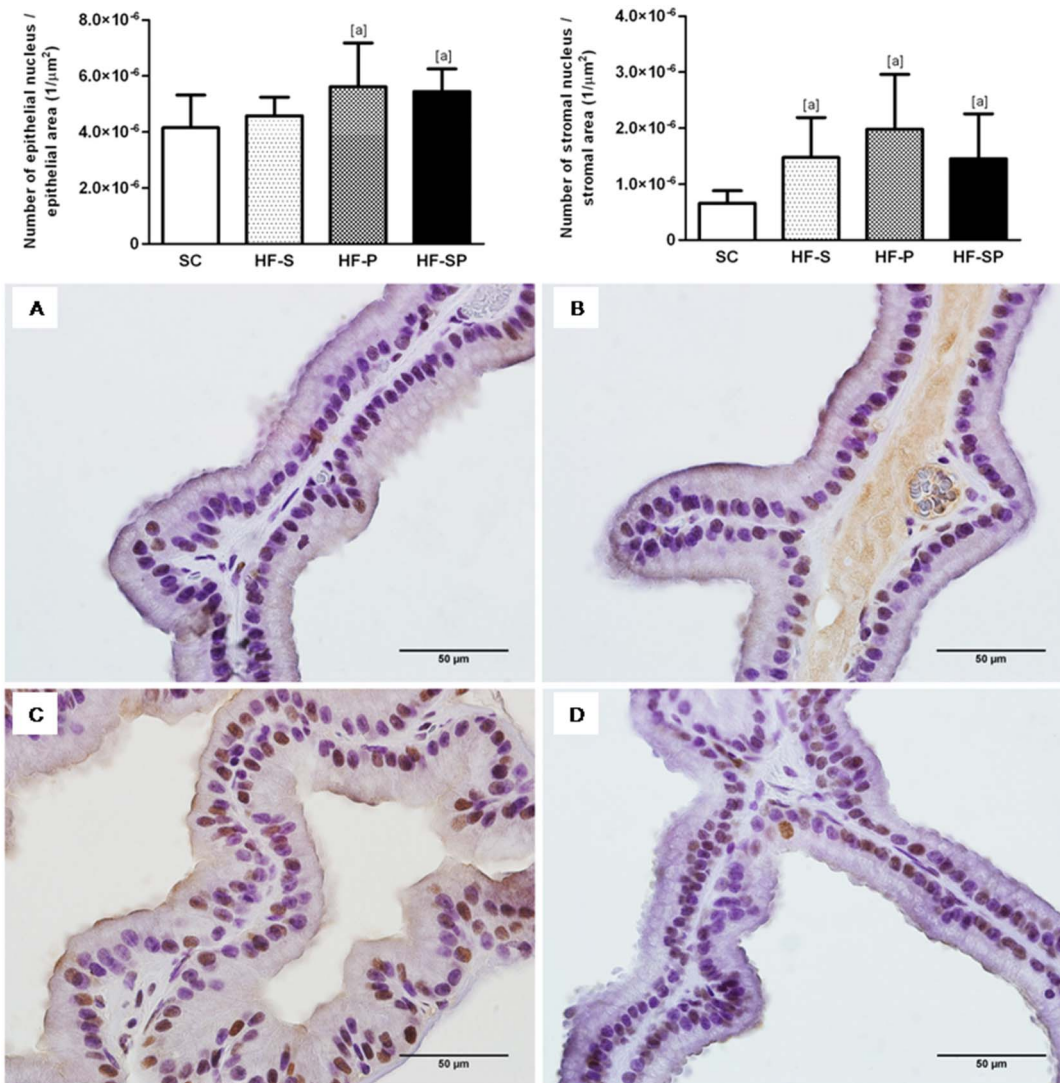 Number of epithelial nucleus /
epithelial area (1/µm²)
8.0×10⁻⁶
6.0×10⁻⁶
4.0×10⁻⁶
2.0×10⁻⁶
0
[a]
[a]
SC
HF-S
HF-P
HF-SP
Number of stromal nucleus /
stromal area (1/µm²)
4.0×10⁻⁶
3.0×10⁻⁶
2.0×10⁻⁶
1.0×10⁻⁶
0
[a]
[a]
[a]
SC
HF-S
HF-P
HF-SP
A
50 µm
B
50 µm
C
50 µm
D
50 µm